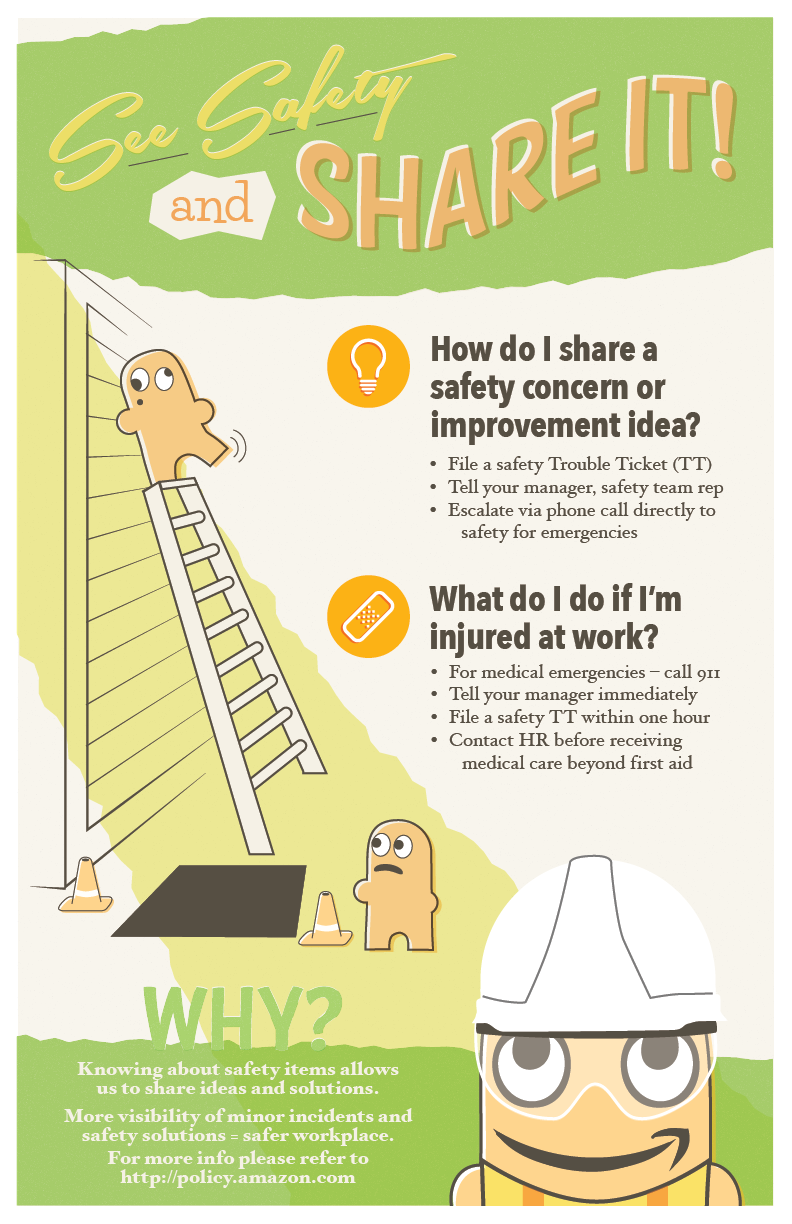 See Safety
and SHARE IT!
How do I share a
safety concern or
improvement idea?
• File a safety Trouble Ticket (TT)
• Tell your manager, safety team rep
• Escalate via phone call directly to
safety for emergencies
What do I do if I'm
injured at work?
• For medical emergencies – call 911
• Tell your manager immediately
• File a safety TT within one hour
• Contact HR before receiving
medical care beyond first aid
WHY?
Knowing about safety items allows
us to share ideas and solutions.
More visibility of minor incidents and
safety solutions = safer workplace.
For more info please refer to
http://policy.amazon.com